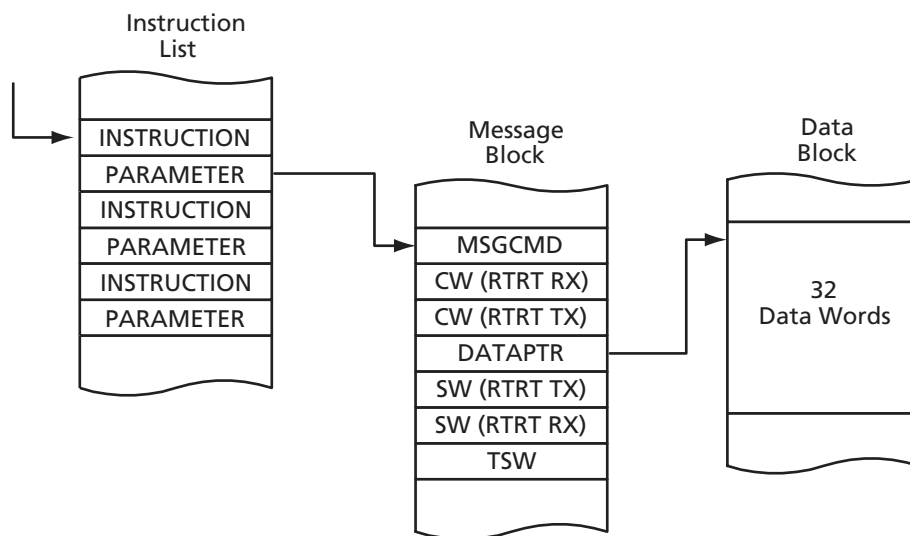 Instruction
List
INSTRUCTION
PARAMETER
INSTRUCTION
PARAMETER
INSTRUCTION
PARAMETER
Message
Block
MSGCMD
CW (RTRT RX)
CW (RTRT TX)
DATAPTR
SW (RTRT TX)
SW (RTRT RX)
TSW
Data
Block
32
Data Words